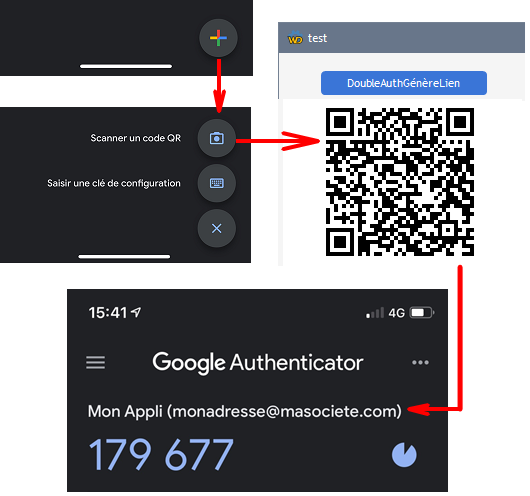 WD test
DoubleAuthGénèreLien
Scanner un code QR
Saisir une clé de configuration
15:41
4G
Google Authenticator
Mon Appli (monadresse@masociete.com)
179 677